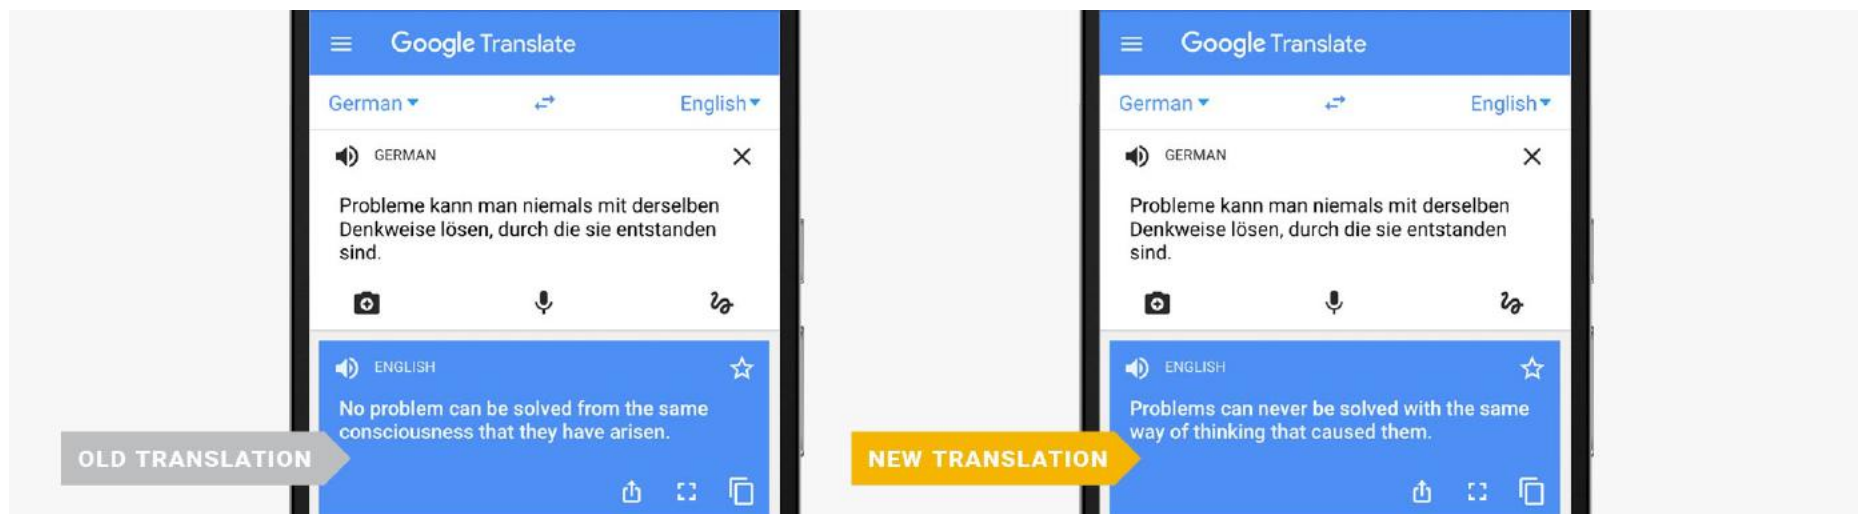 Google Translate
German
English
GERMAN
Probleme kann man niemals mit derselben
Denkweise lösen, durch die sie entstanden
sind.
ENGLISH
No problem can be solved from the same
consciousness that they have arisen.
OLD TRANSLATION
Google Translate
German
English
GERMAN
Probleme kann man niemals mit derselben
Denkweise lösen, durch die sie entstanden
sind.
ENGLISH
Problems can never be solved with the same
way of thinking that caused them.
NEW TRANSLATION